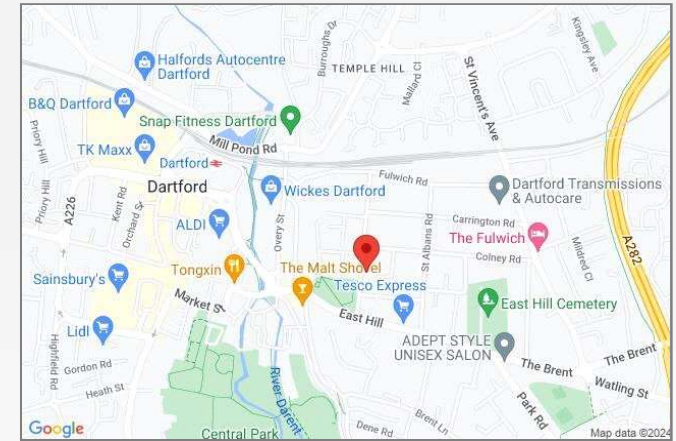 Halfords Autocentre
Dartford
B&Q Dartford
Burroughs Dr
TEMPLE HILL
Mallard Cl
St Vincent's Ave
Kingsley Ave
Snap Fitness Dartford
Mill Pond Rd
Priory Hill
TK Maxx
Dartford
Dartford
Wickes Dartford
Fulwich Rd
Dartford Transmissions
& Autocare
Priory Hill
A226
Kent Rd
Orchard St
ALDI
Overy St
Carrington Rd
The Fulwich
Colney Rd
St Albans Rd
Mildred Cl
A282
Tongxin
The Malt Shovel
Tesco Express
Sainsbury's
Market St
East Hill
East Hill Cemetery
Lidl
Highfield Rd
Gordon Rd
Heath St
ADEPT STYLE
UNISEX SALON
The Brent
The Brent
Watling St
Park Rd
River Darent
Central Park
Dene Rd
Brent Ln
Google
Map data ©2024